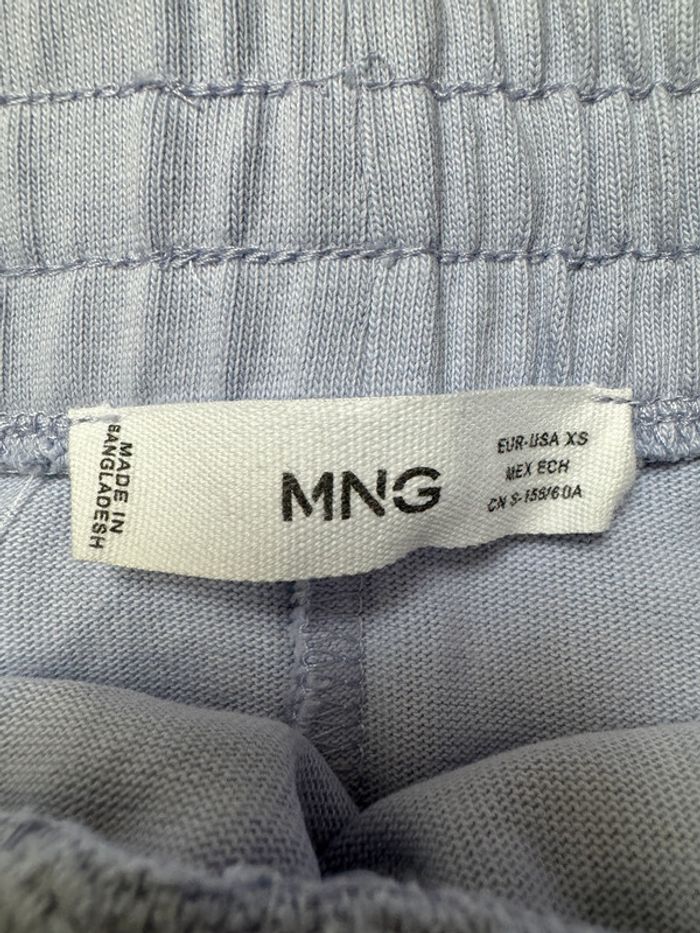 MADE IN
BANGLADESH
MNG
EUR-USA XS
MEX ECH
CN S-155/60A